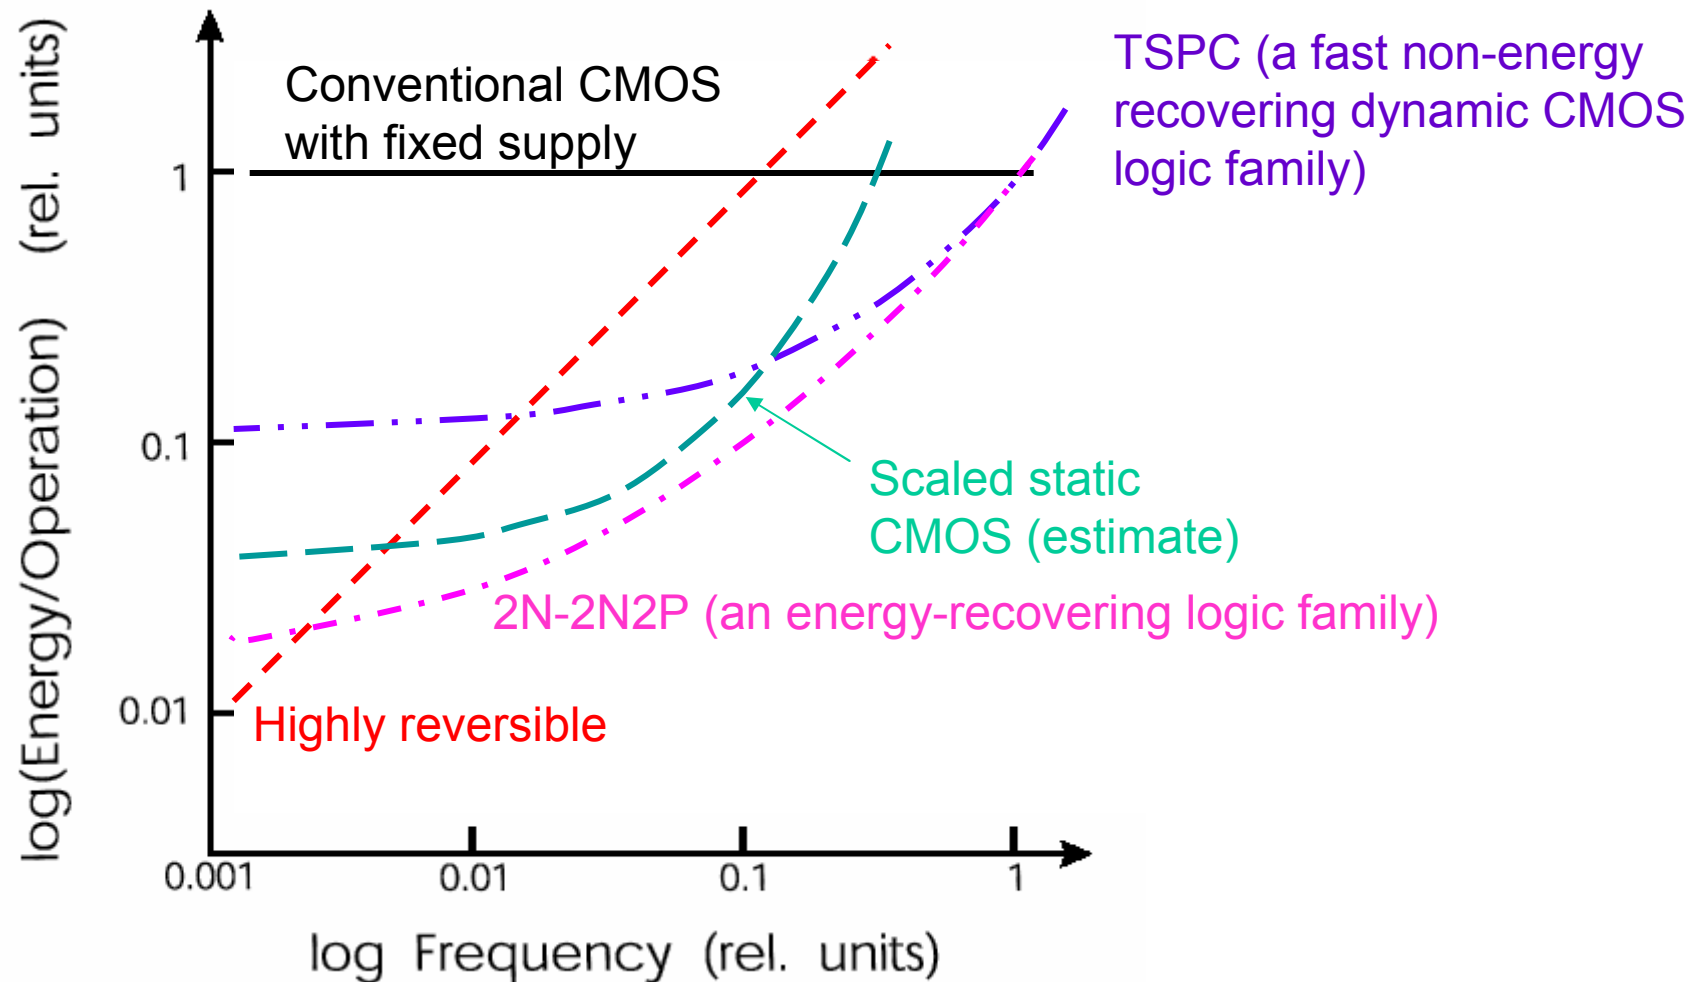 Conventional CMOS
with fixed supply
TSPC (a fast non-energy
recovering dynamic CMOS
logic family)
Scaled static
CMOS (estimate)
2N-2N2P (an energy-recovering logic family)
Highly reversible
log(Energy/Operation) (rel. units)
1
0.1
0.01
0.001
0.01
0.1
1
log Frequency (rel. units)